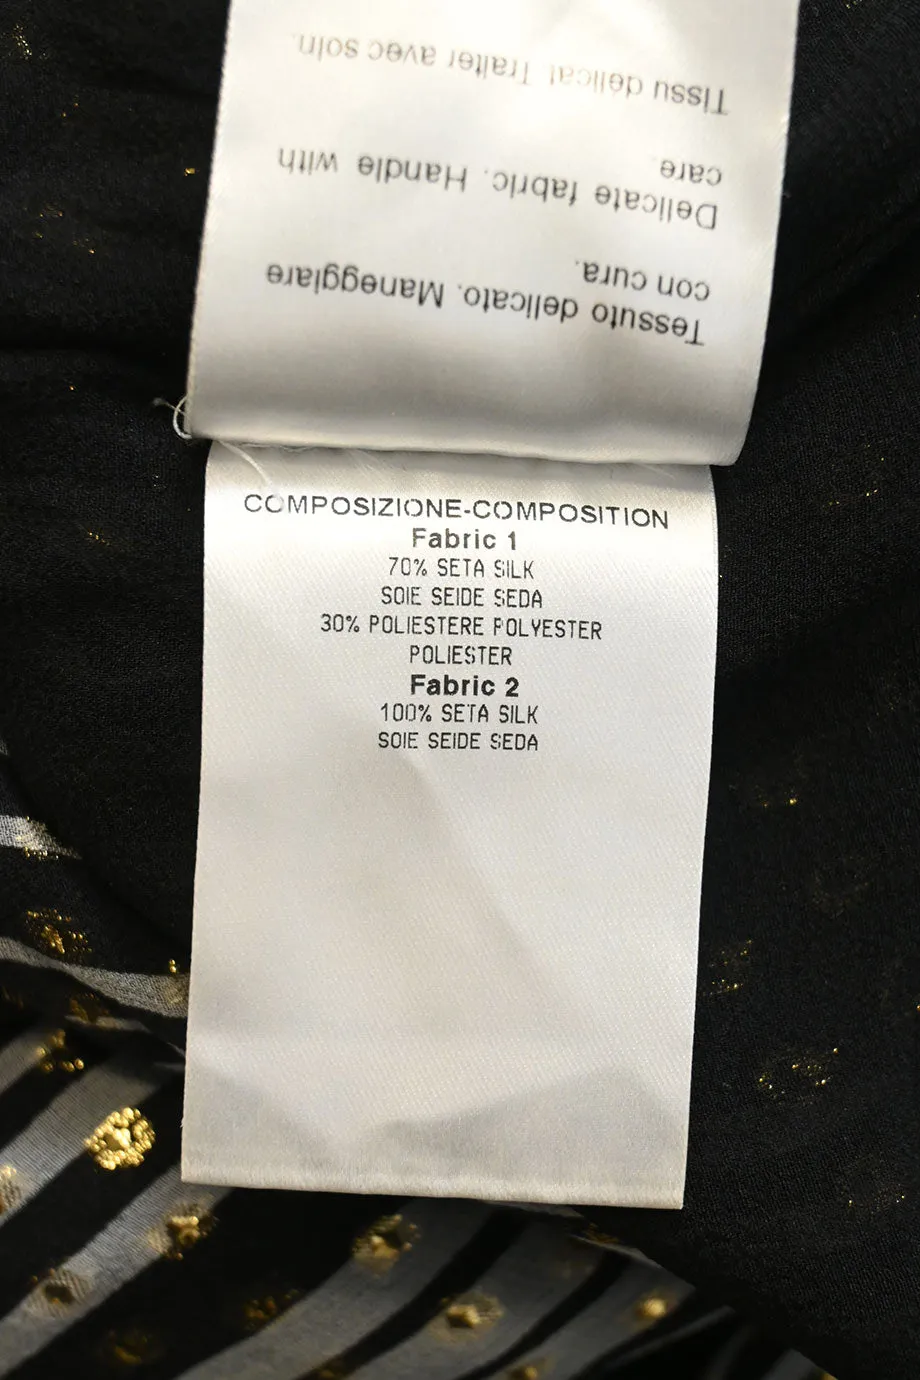 Tessuto delicato. Maneggiare
con cura.
Delicate fabric. Handle with
care.
Tissu délicat Traiter avec soin.
COMPOSIZIONE-COMPOSITION
Fabric 1
70% SETA SILK
SOIE SEIDE SEDA
30% POLIESTERE POLYESTER
POLIESTER
Fabric 2
100% SETA SILK
SOIE SEIDE SEDA